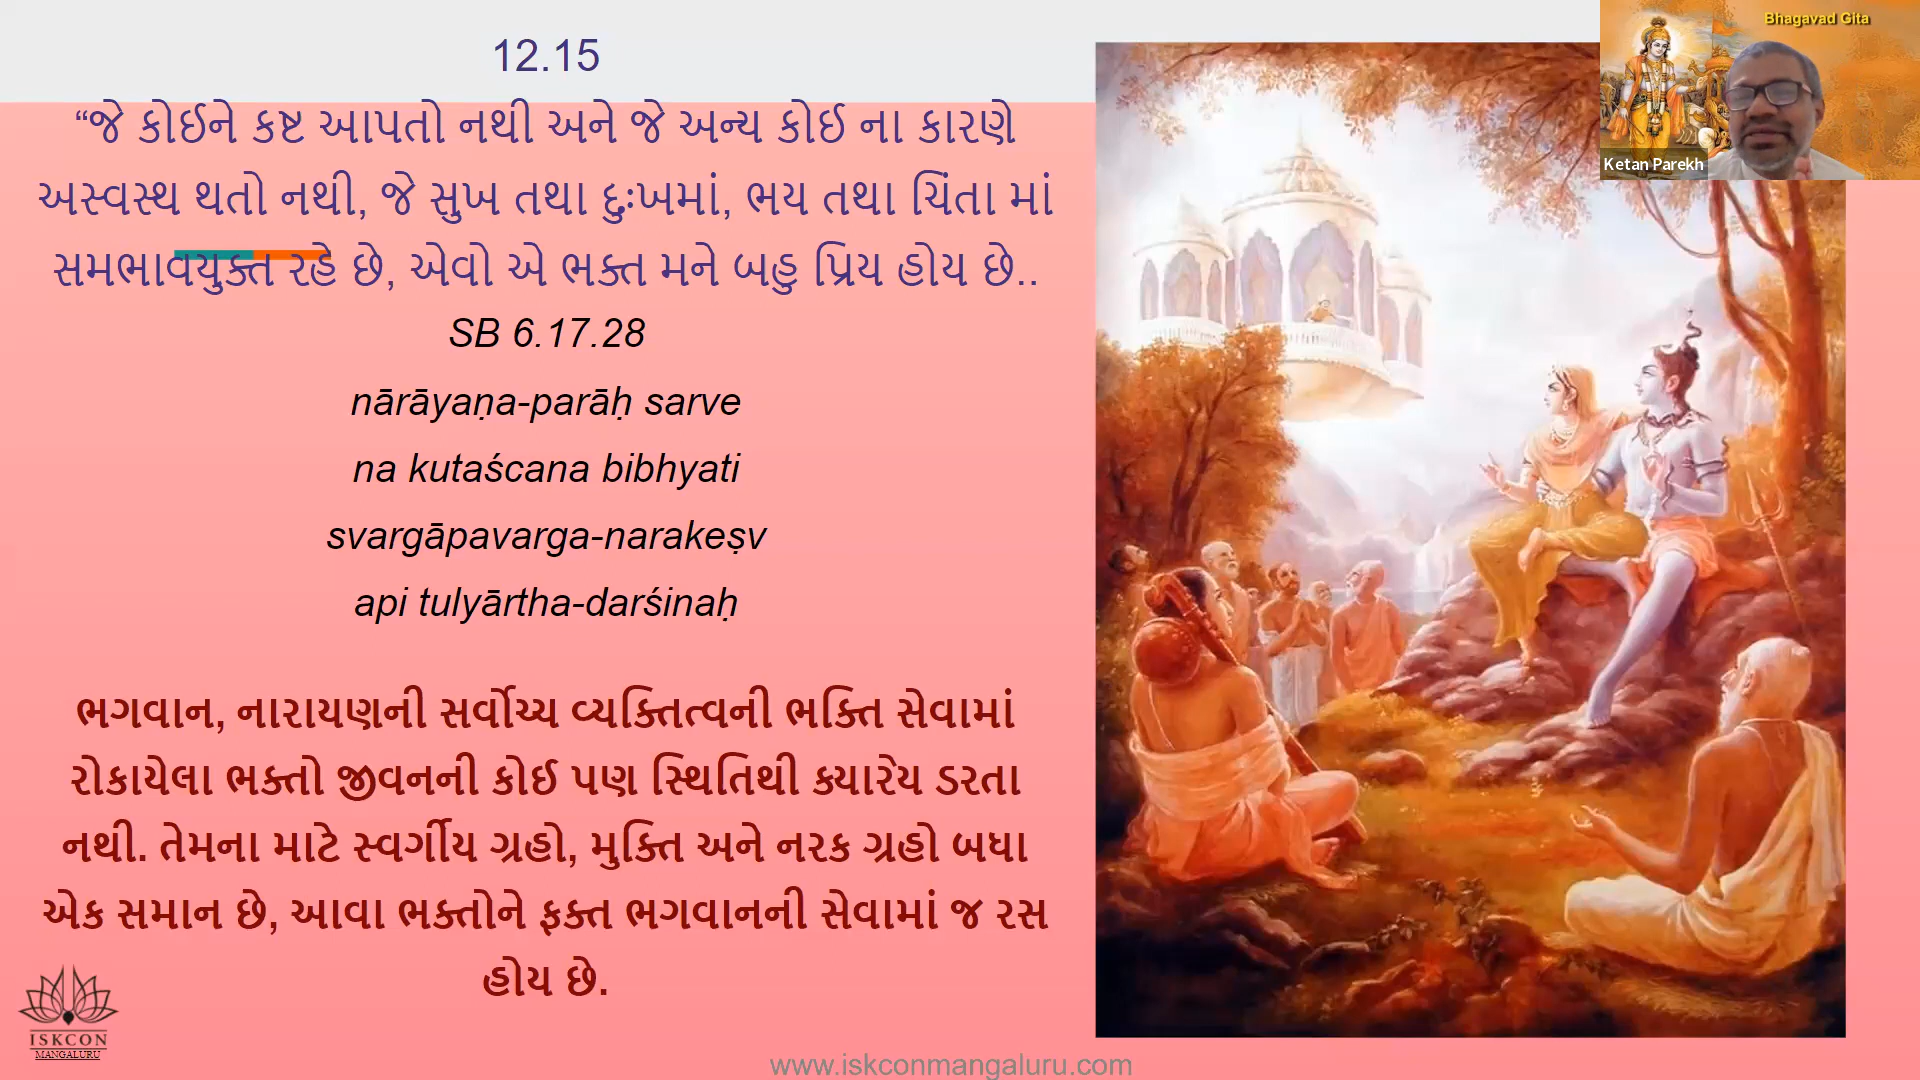 12.15
“જે કોઈને કષ્ટ આપતો નથી અને જે અન્ય કોઈ ના કારણે
અસ્વસ્થ થતો નથી, જે સુખ તથા દુઃખમાં, ભય તથા ચિંતા માં
સમભાવયુક્ત રહે છે, એવો એ ભક્ત મને બહુ પ્રિય હોય છે..
SB 6.17.28
nārāyaṇa-parāḥ sarve
na kutaścana bibhyati
svargāpavarga-narakeṣv
api tulyārtha-darśinaḥ
ભગવાન, નારાયણની સર્વોચ્ચ વ્યક્તિત્વની ભક્તિ સેવામાં
રોકાયેલા ભક્તો જીવનની કોઈ પણ સ્થિતિથી ક્યારેય ડરતા
નથી. તેમના માટે સ્વર્ગીય ગ્રહો, મુક્તિ અને નરક ગ્રહો બધા
એક સમાન છે, આવા ભક્તોને ફક્ત ભગવાનની સેવામાં જ રસ
હોય છે.
Bhagavad Gita
Ketan Parekh
ISKCON
MANGALURU
www.iskconmangaluru.com